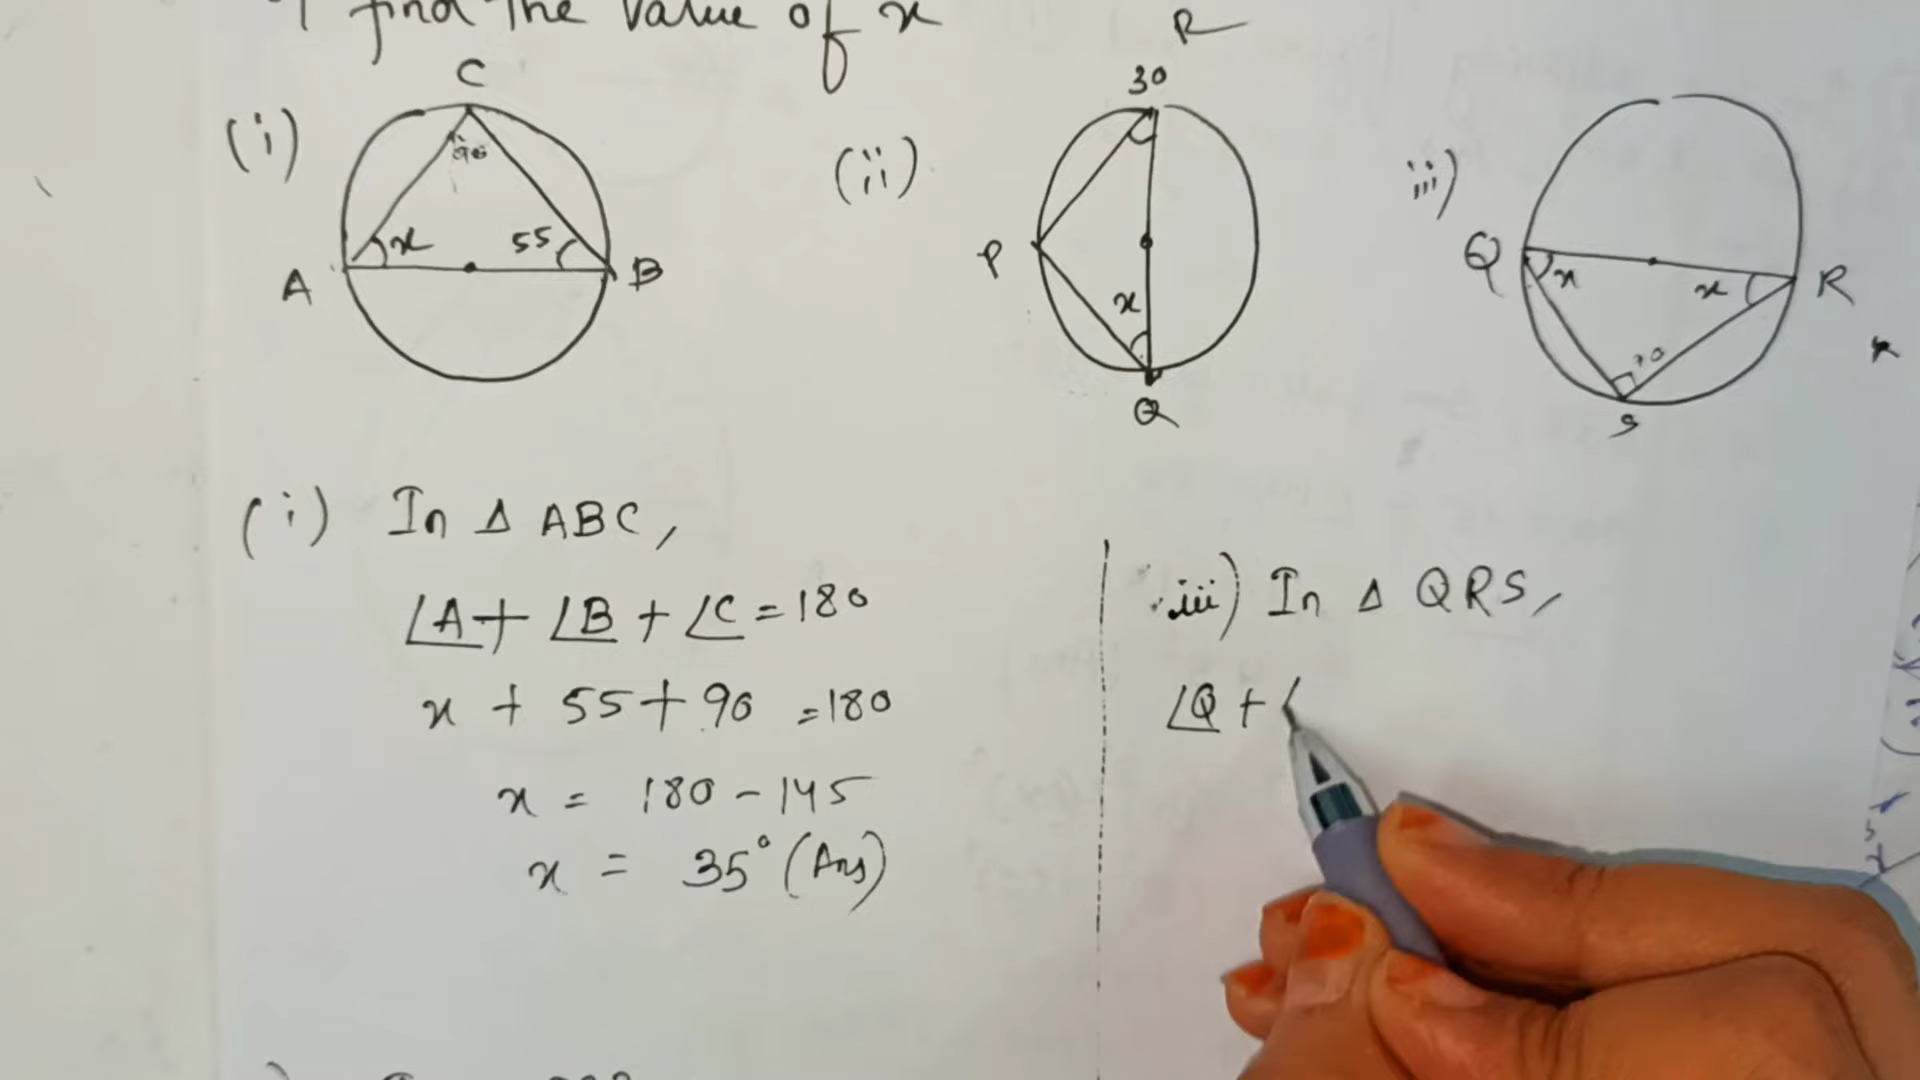 find the value of x
(i) C 90 x 55 A B
(ii) R 30 P x Q
iii) Q x x R 90 S
(i) In Δ ABC,
∠A + ∠B + ∠C = 180
x + 55 + 90 = 180
x = 180 - 145
x = 35° (Ans)
iii) In Δ QRS,
∠Q +